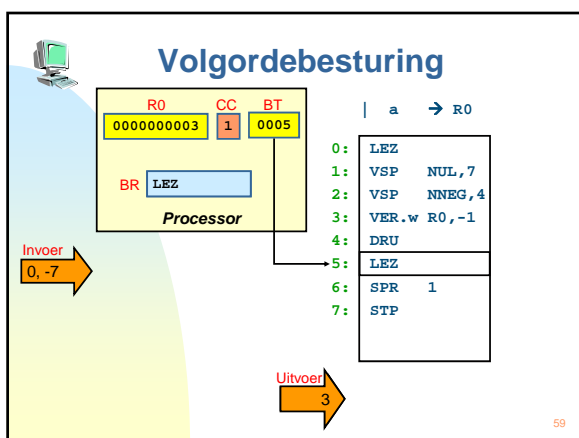 Volgordebesturing
R0 CC BT
0000000003 1 0005
BR LEZ
Processor
Invoer
0, -7
| a → R0
0: LEZ
1: VSP NUL,7
2: VSP NNEG,4
3: VER.w R0,-1
4: DRU
5: LEZ
6: SPR 1
7: STP
Uitvoer
3
59